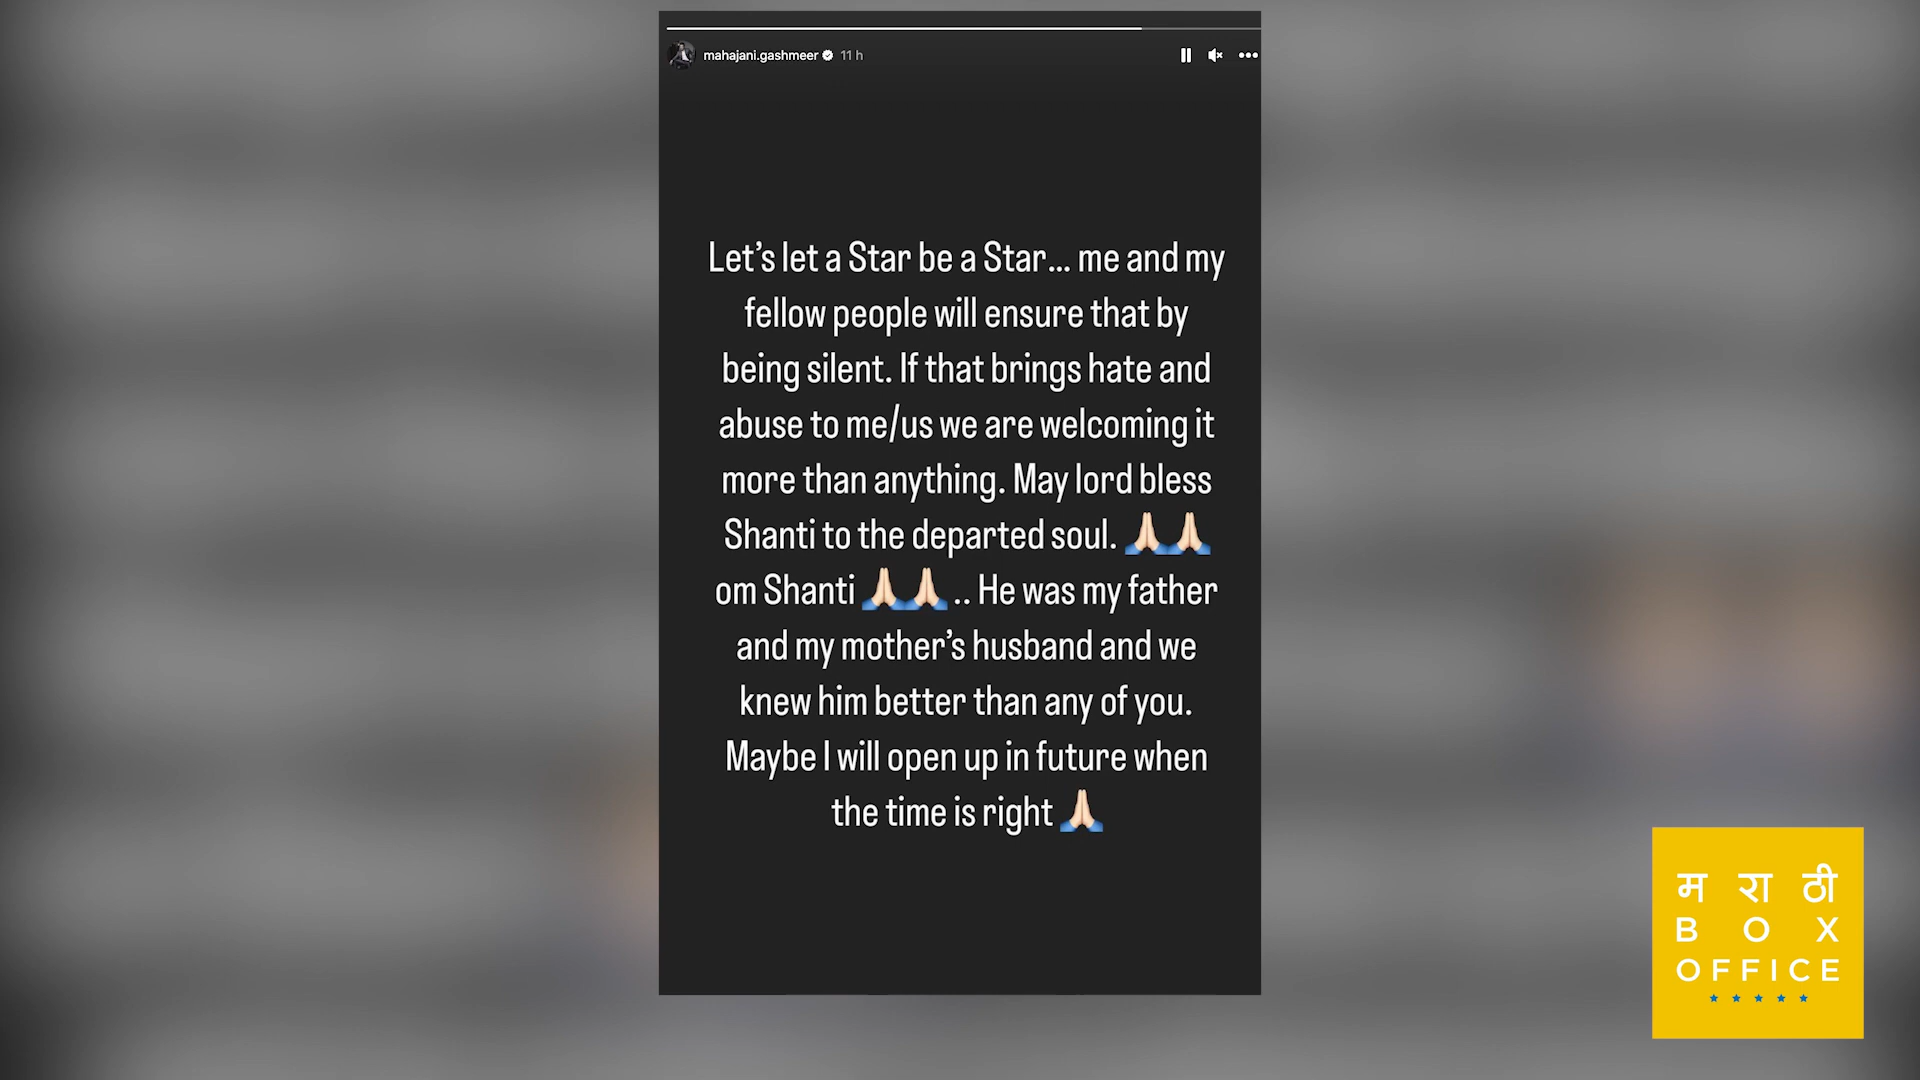 mahajani.gashmeer 11 h
Let's let a Star be a Star... me and my
fellow people will ensure that by
being silent. If that brings hate and
abuse to me/us we are welcoming it
more than anything. May lord bless
Shanti to the departed soul. 🙏🏻🙏🏻
om Shanti 🙏🏻🙏🏻 .. He was my father
and my mother's husband and we
knew him better than any of you.
Maybe I will open up in future when
the time is right 🙏🏻
मराठी
BOX
OFFICE